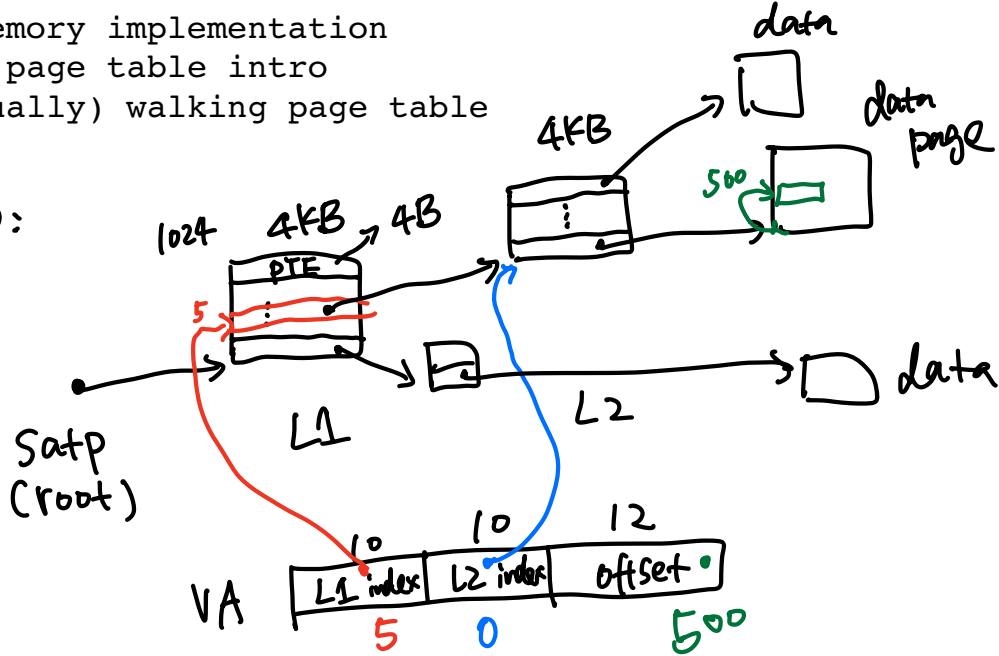 emory implementation
page table intro
ually) walking page table
:
data
data
page
4KB
500
1024 4KB 4B
PTE
5
L1
L2
data
Satp
(root)
10 10 12
VA L1 index L2 index offset
5 0 500